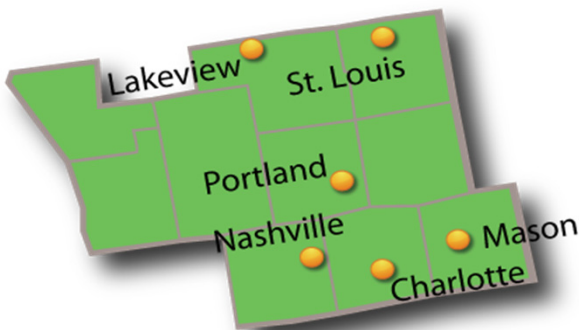 Lakeview
St. Louis
Portland
Nashville
Mason
Charlotte